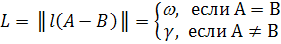 L = ‖l(A − B)‖ = {ω, если A = B
γ, если A ≠ B